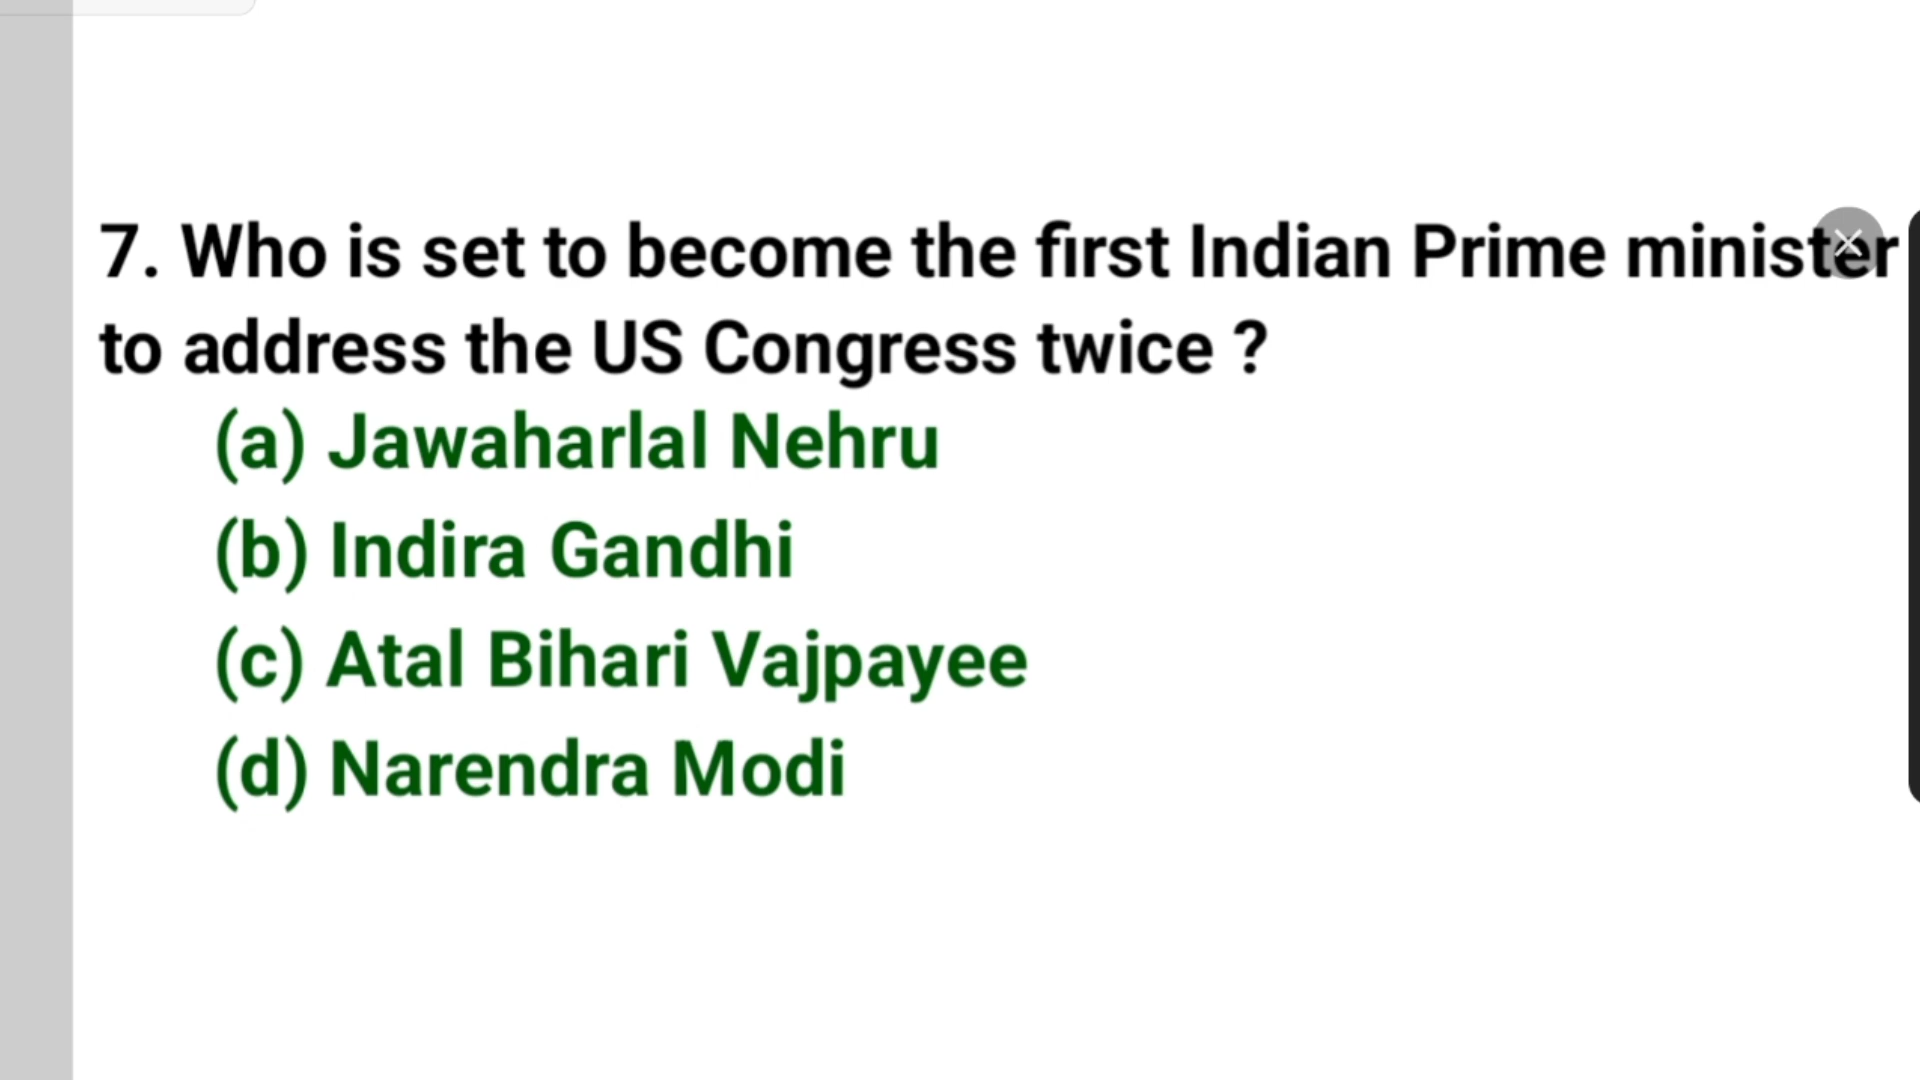 7. Who is set to become the first Indian Prime minister
to address the US Congress twice ?
(a) Jawaharlal Nehru
(b) Indira Gandhi
(c) Atal Bihari Vajpayee
(d) Narendra Modi